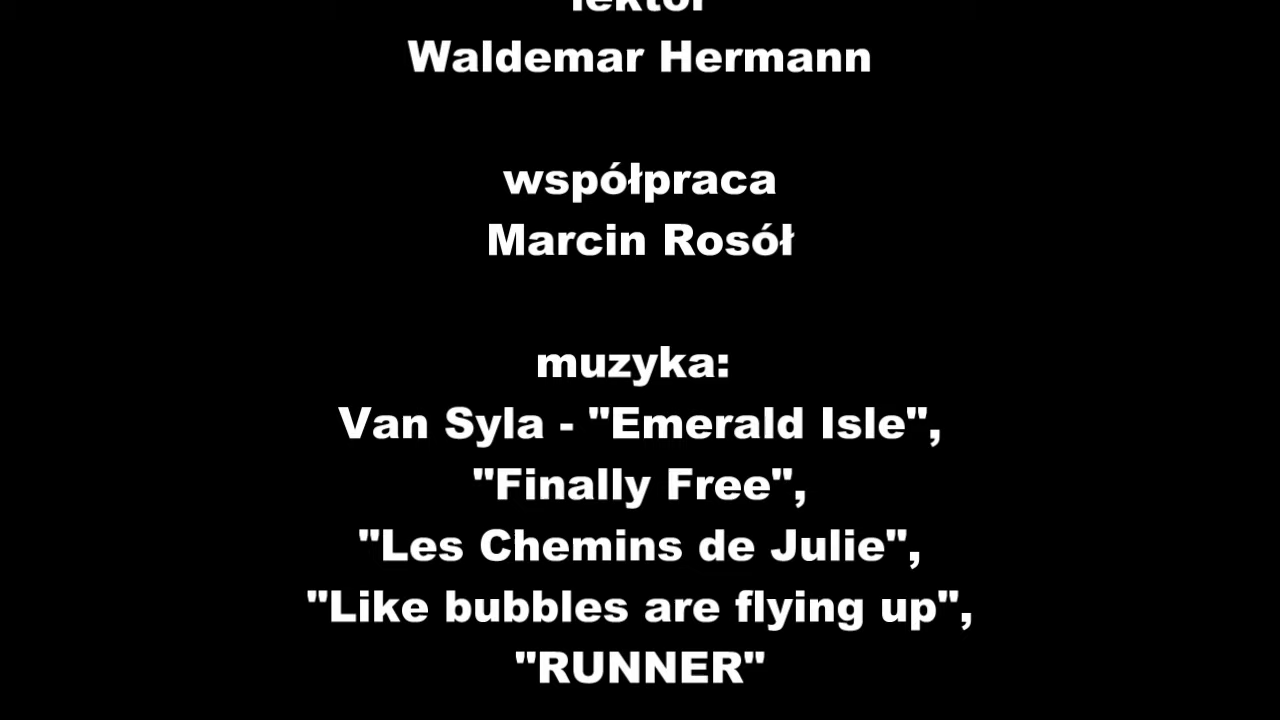 lektor
Waldemar Hermann
współpraca
Marcin Rosół
muzyka:
Van Syla - "Emerald Isle",
"Finally Free",
"Les Chemins de Julie",
"Like bubbles are flying up",
"RUNNER"